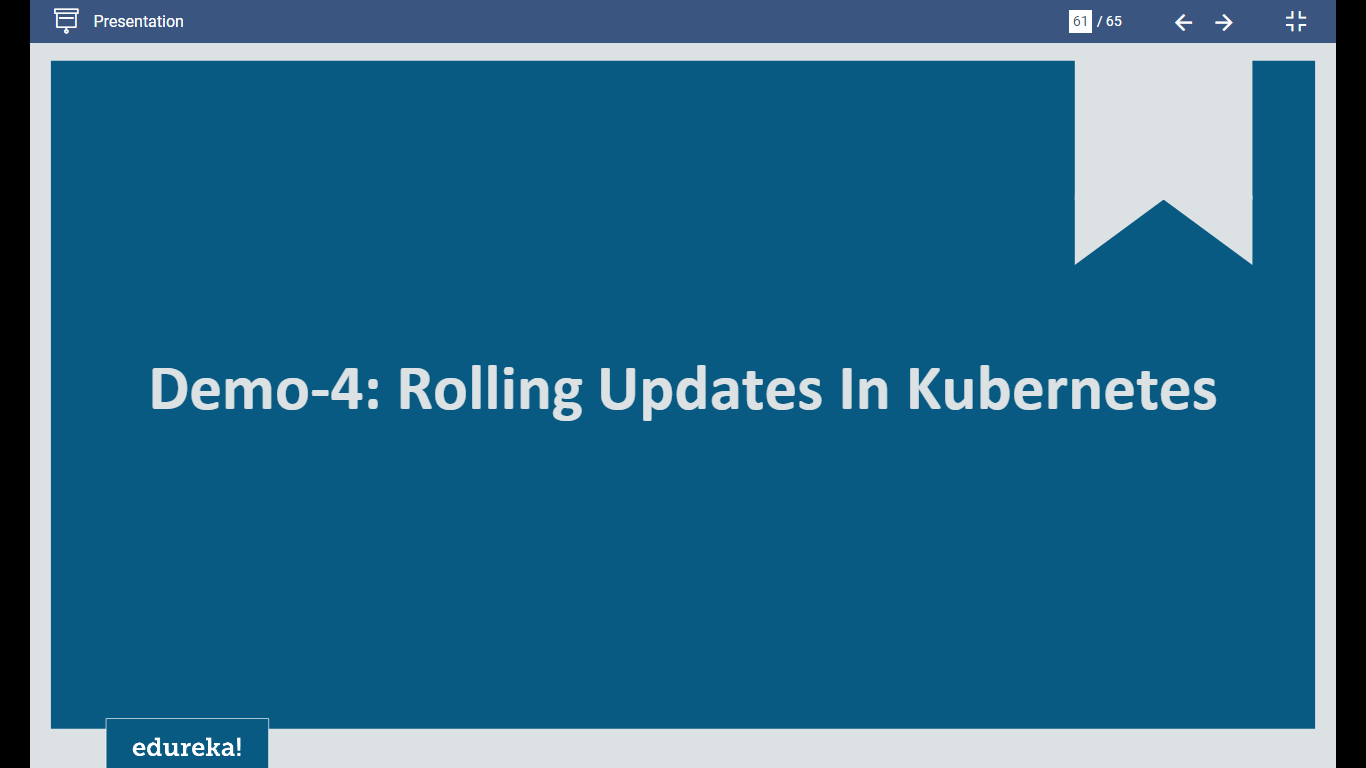 Presentation
61 / 65
Demo-4: Rolling Updates In Kubernetes
edureka!